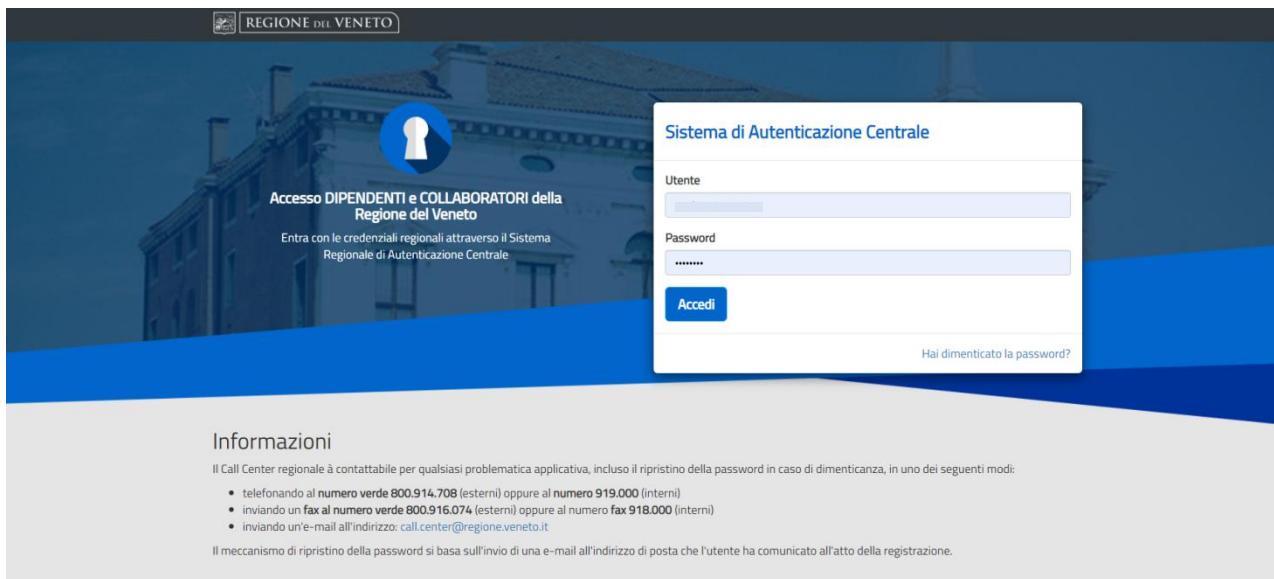 REGIONE DEL VENETO
Accesso DIPENDENTI e COLLABORATORI della
Regione del Veneto
Entra con le credenziali regionali attraverso il Sistema
Regionale di Autenticazione Centrale
Sistema di Autenticazione Centrale
Utente
Password
••••••••
Accedi
Hai dimenticato la password?
Informazioni
Il Call Center regionale à contattabile per qualsiasi problematica applicativa, incluso il ripristino della password in caso di dimenticanza, in uno dei seguenti modi:
• telefonando al numero verde 800.914.708 (esterni) oppure al numero 919.000 (interni)
• inviando un fax al numero verde 800.916.074 (esterni) oppure al numero fax 918.000 (interni)
• inviando un'e-mail all'indirizzo: call.center@regione.veneto.it
Il meccanismo di ripristino della password si basa sull'invio di una e-mail all'indirizzo di posta che l'utente ha comunicato all'atto della registrazione.